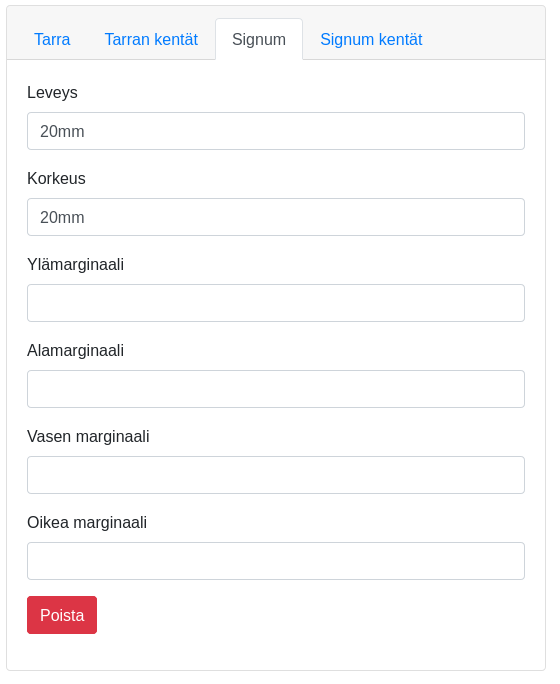 Tarra Tarran kentät Signum Signum kentät
Leveys
20mm
Korkeus
20mm
Ylämarginaali
Alamarginaali
Vasen marginaali
Oikea marginaali
Poista